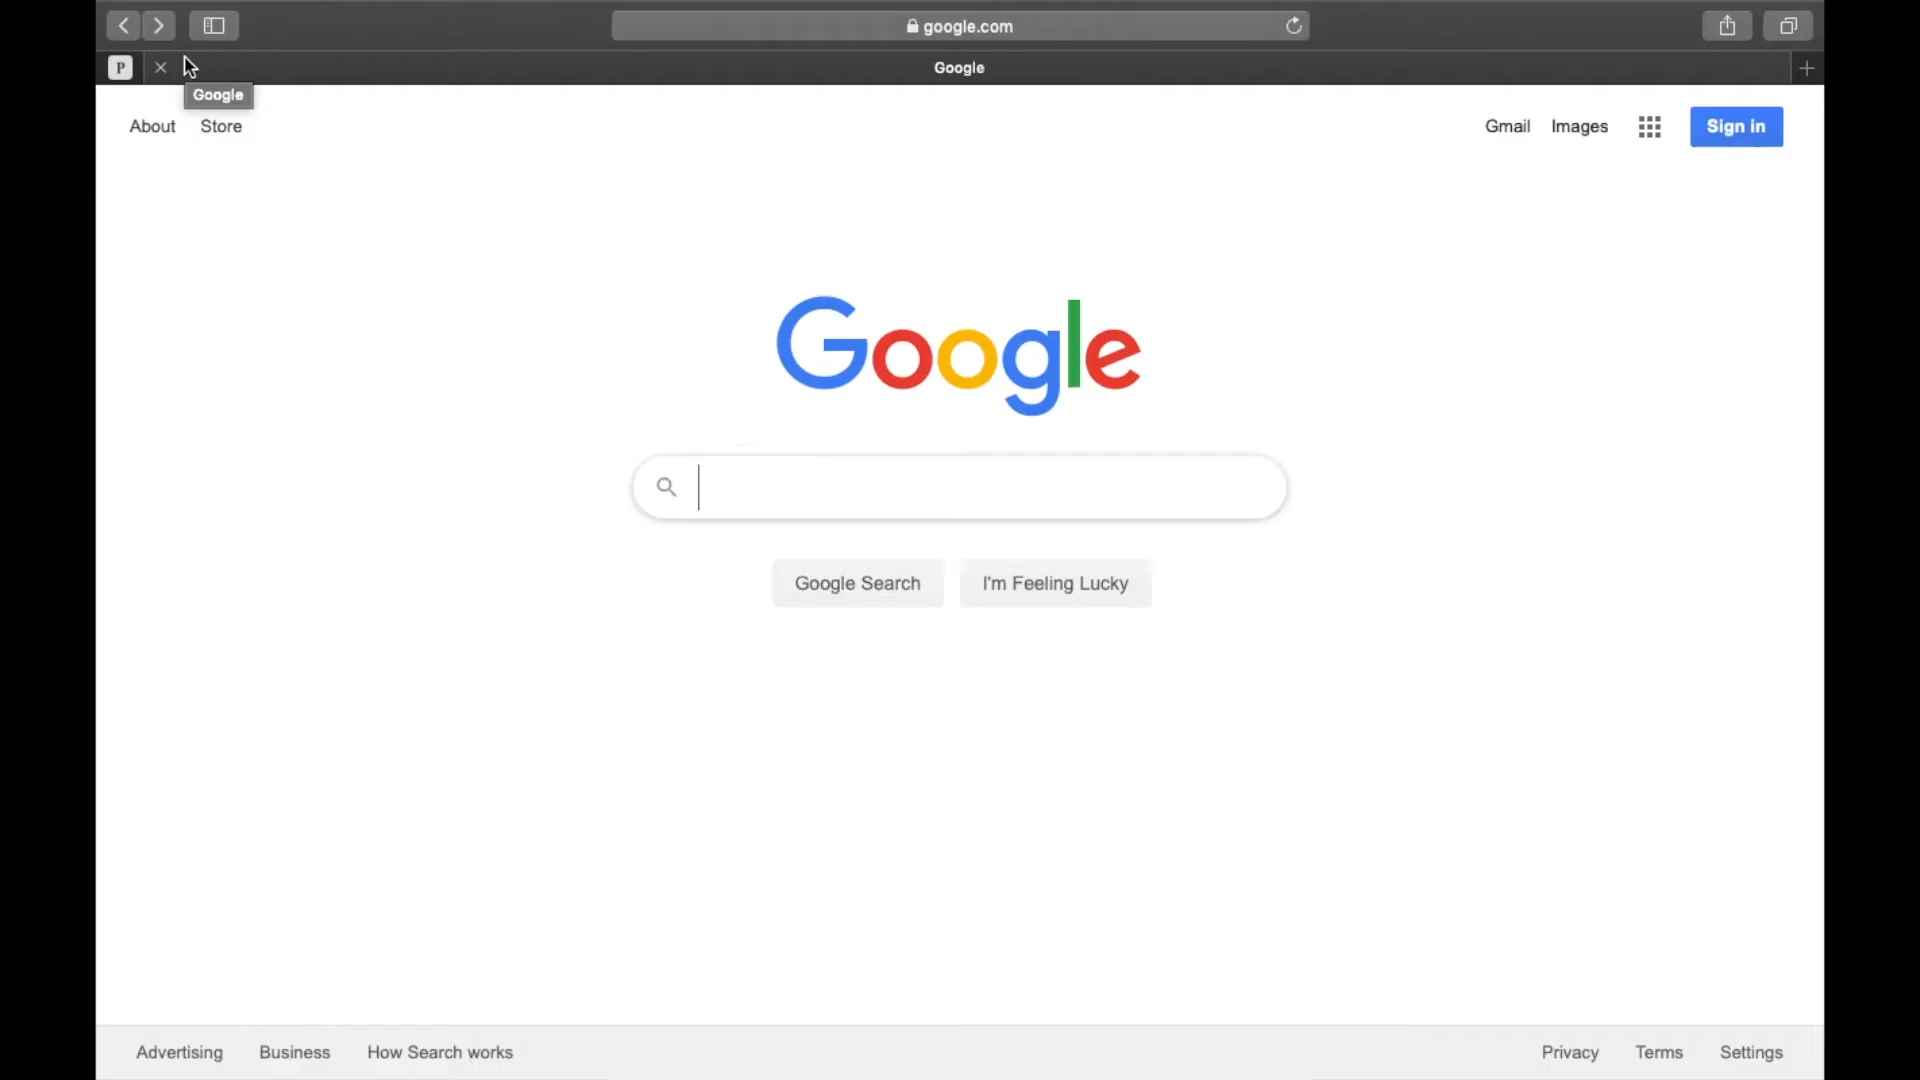 google.com
P
Google
Google
About Store
Gmail Images Sign in
Google
Google Search I'm Feeling Lucky
Advertising Business How Search works
Privacy Terms Settings